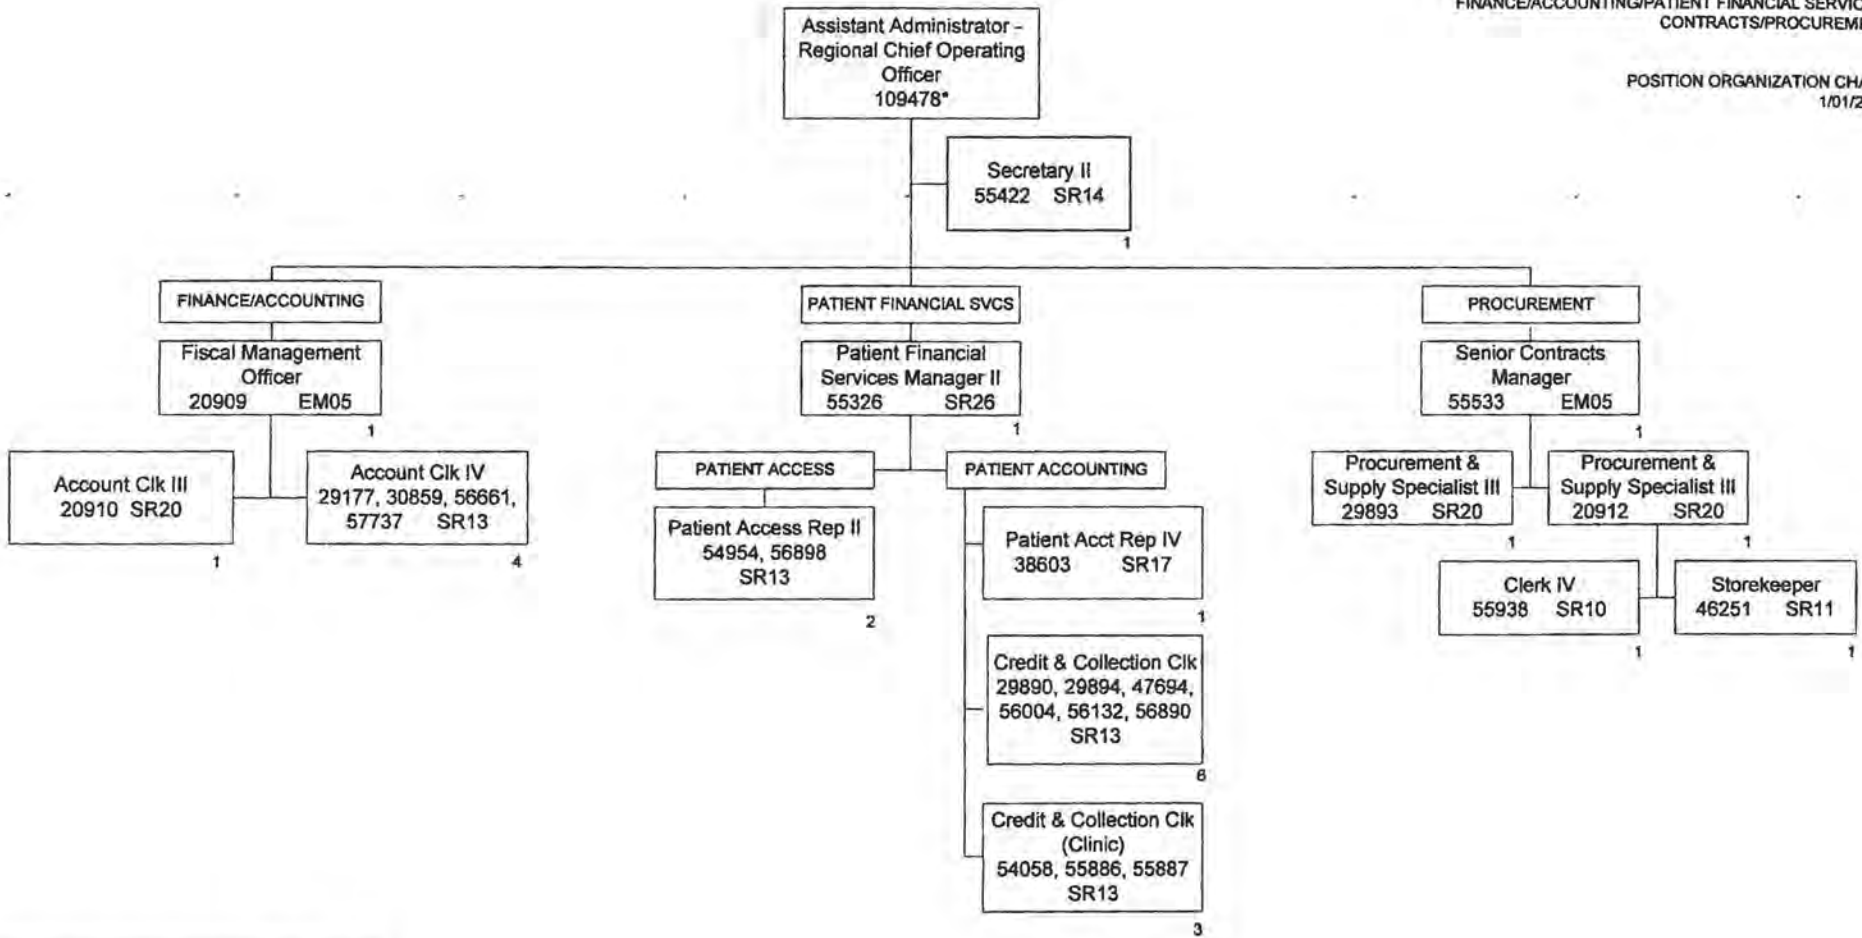 FINANCE/ACCOUNTING/PATIENT FINANCIAL
CONTRACTS/
POSITION ORGANIZATION
Assistant Administrator –
Regional Chief Operating
Officer
109478*
Secretary II
55422 SR14
1
FINANCE/ACCOUNTING
Fiscal Management
Officer
20909 EM05
1
Account Clk III
20910 SR20
1
Account Clk IV
29177, 30859, 56661,
57737 SR13
4
PATIENT FINANCIAL SVCS
Patient Financial
Services Manager II
55326 SR26
1
PATIENT ACCESS
Patient Access Rep II
54954, 56898
SR13
2
PATIENT ACCOUNTING
Patient Acct Rep IV
38603 SR17
1
Credit & Collection Clk
29890, 29894, 47694,
56004, 56132, 56890
SR13
6
Credit & Collection Clk
(Clinic)
54058, 55886, 55887
SR13
3
PROCUREMENT
Senior Contracts
Manager
55533 EM05
1
Procurement &
Supply Specialist III
29893 SR20
1
Procurement &
Supply Specialist III
20912 SR20
1
Clerk IV
55938 SR10
1
Storekeeper
46251 SR11
1